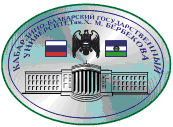 КАБАРДИНО-БАЛКАРСКИЙ ГОСУДАРСТВЕННЫЙ
УНИВЕРСИТЕТ им. Х. М. БЕРБЕКОВА